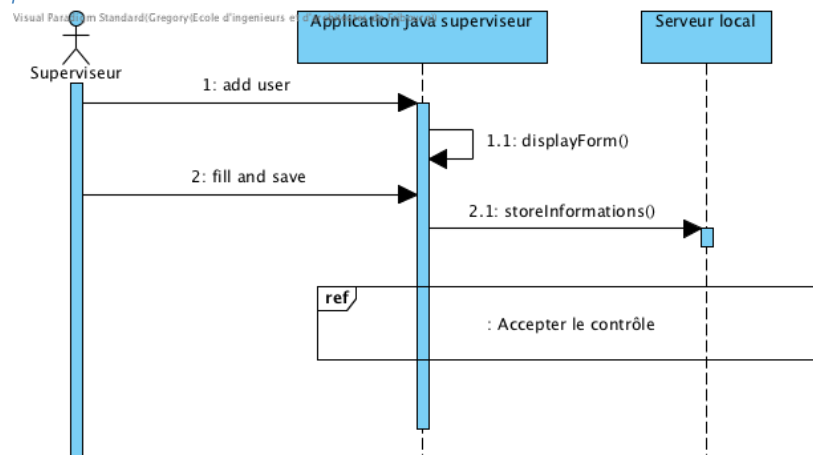 Visual Paradigm Standard(Gregory(Ecole d'ingenieurs et d'
Application java superviseur
Serveur local
Superviseur
1: add user
1.1: displayForm()
2: fill and save
2.1: storeInformations()
ref
: Accepter le contrôle